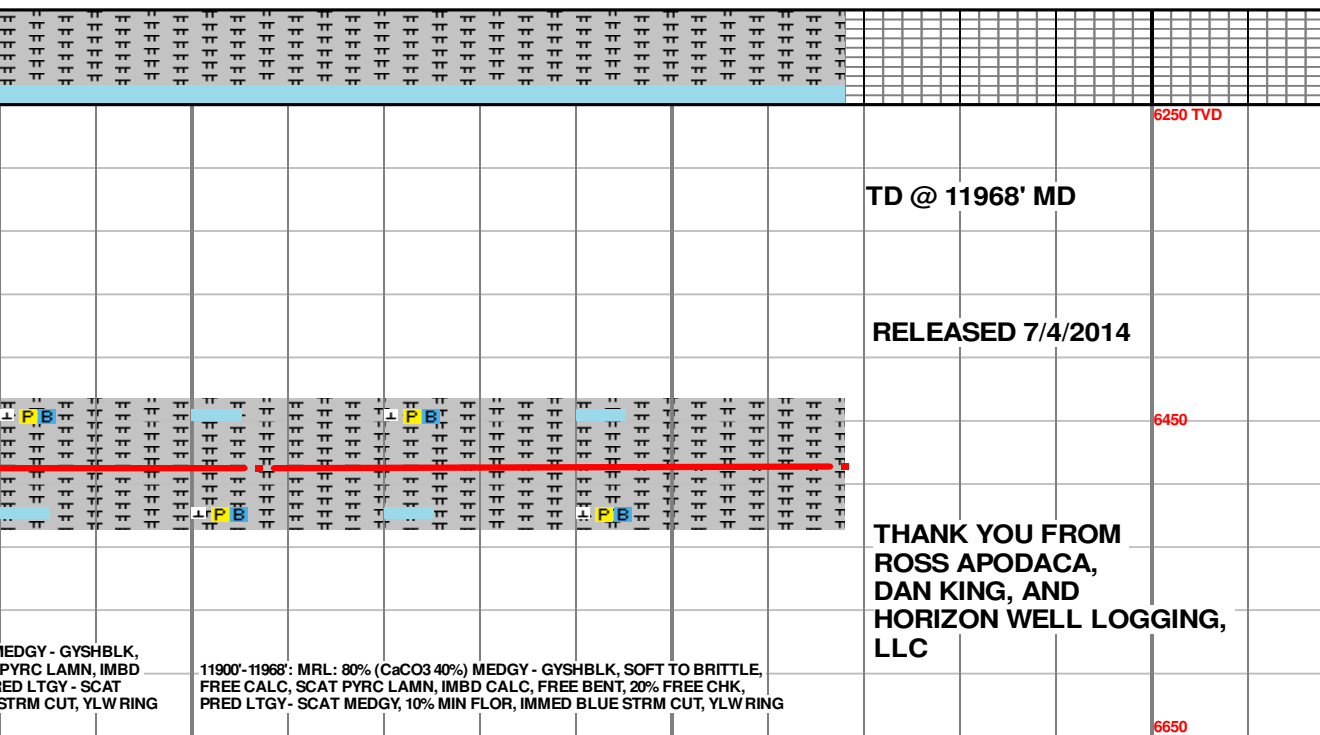 6250 TVD
TD @ 11968' MD
RELEASED 7/4/2014
P B
P B
6450
P B
P B
THANK YOU FROM
ROSS APODACA,
DAN KING, AND
HORIZON WELL LOGGING,
LLC
MEDGY - GYSHBLK,
PYRC LAMN, IMBD
RED LTGY - SCAT
STRM CUT, YLW RING
11900'-11968': MRL: 80% (CaCO3 40%) MEDGY - GYSHBLK, SOFT TO BRITTLE,
FREE CALC, SCAT PYRC LAMN, IMBD CALC, FREE BENT, 20% FREE CHK,
PRED LTGY- SCAT MEDGY, 10% MIN FLOR, IMMED BLUE STRM CUT, YLW RING
6650